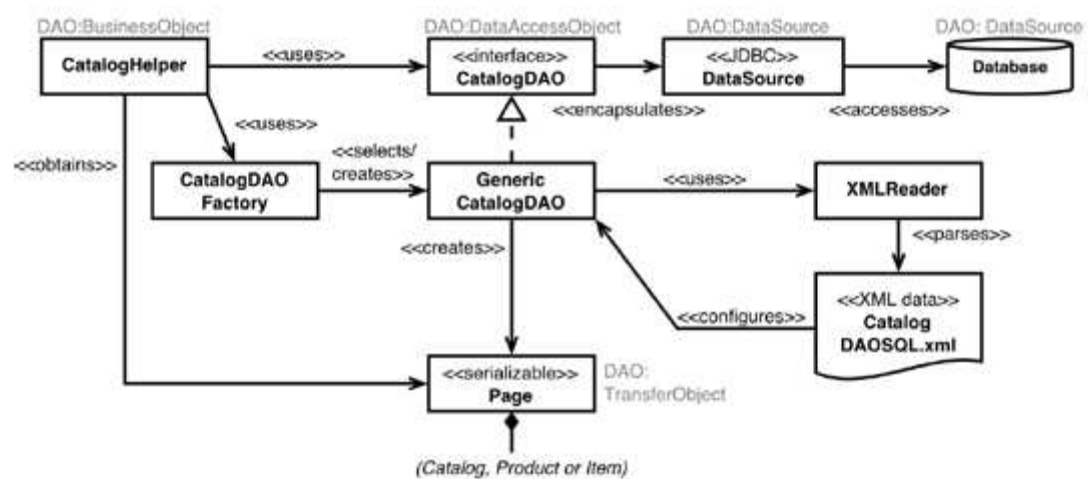 DAO:BusinessObject
DAO:DataAccessObject
DAO:DataSource
DAO: DataSource
CatalogHelper
<<uses>>
<<interface>>
CatalogDAO
<<JDBC>>
DataSource
Database
<<encapsulates>>
<<accesses>>
<<uses>>
<<obtains>>
CatalogDAO
Factory
<<selects/
creates>>
Generic
CatalogDAO
<<uses>>
XMLReader
<<creates>>
<<parses>>
<<configures>>
<<XML data>>
Catalog
DAOSQL.xml
<<serializable>>
Page
DAO:
TransferObject
(Catalog, Product or Item)